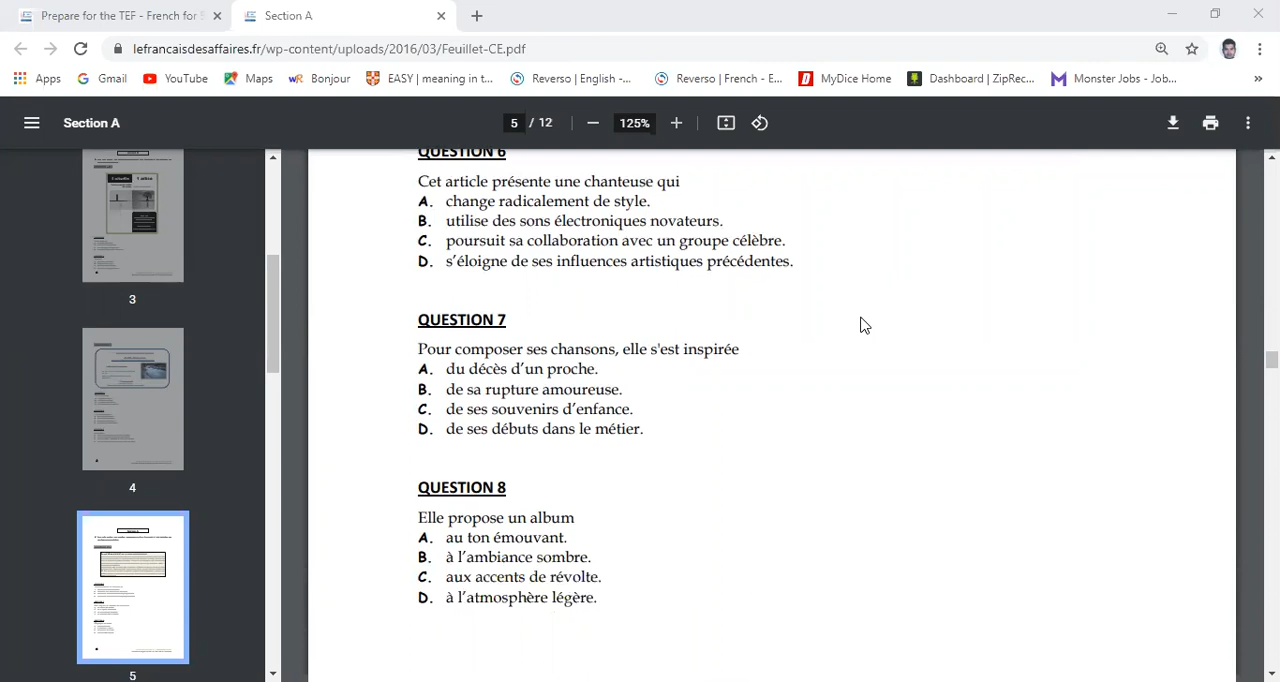 Prepare for the TEF - French for 5
Section A
lefrancaisdesaffaires.fr/wp-content/uploads/2016/03/Feuillet-CE.pdf
Apps
Gmail
YouTube
Maps
Bonjour
EASY | meaning in t...
Reverso | English -...
Reverso | French - E...
MyDice Home
Dashboard | ZipRec...
Monster Jobs - Job...
»
Section A
5 / 12
125%
3
4
5
QUESTION 6
Cet article présente une chanteuse qui
A. change radicalement de style.
B. utilise des sons électroniques novateurs.
C. poursuit sa collaboration avec un groupe célèbre.
D. s’éloigne de ses influences artistiques précédentes.
QUESTION 7
Pour composer ses chansons, elle s'est inspirée
A. du décès d’un proche.
B. de sa rupture amoureuse.
C. de ses souvenirs d’enfance.
D. de ses débuts dans le métier.
QUESTION 8
Elle propose un album
A. au ton émouvant.
B. à l’ambiance sombre.
C. aux accents de révolte.
D. à l’atmosphère légère.